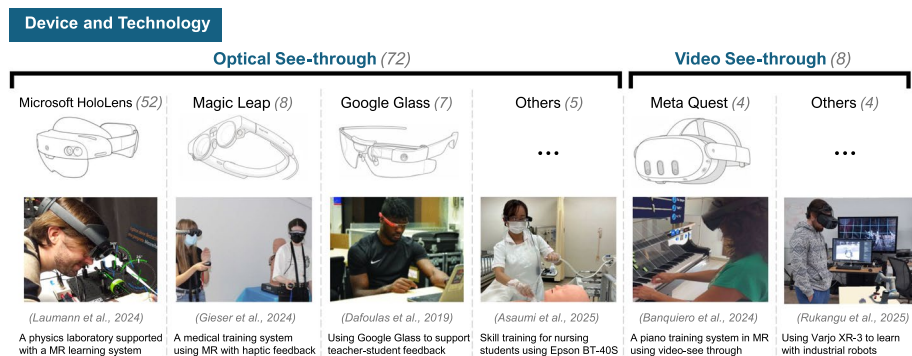 Device and Technology
Optical See-through (72)
Video See-through (8)
Microsoft HoloLens (52)
Magic Leap (8)
Google Glass (7)
Others (5)
Meta Quest (4)
Others (4)
...
...
(Laumann et al., 2024)
(Gieser et al., 2024)
(Dafoulas et al., 2019)
(Asaumi et al., 2025)
(Banquiero et al., 2024)
(Rukangu et al., 2025)
A physics laboratory supported
with a MR learning system
A medical training system
using MR with haptic feedback
Using Google Glass to support
teacher-student feedback
Skill training for nursing
students using Epson BT-40S
A piano training system in MR
using video-see through
Using Varjo XR-3 to learn
with industrial robots